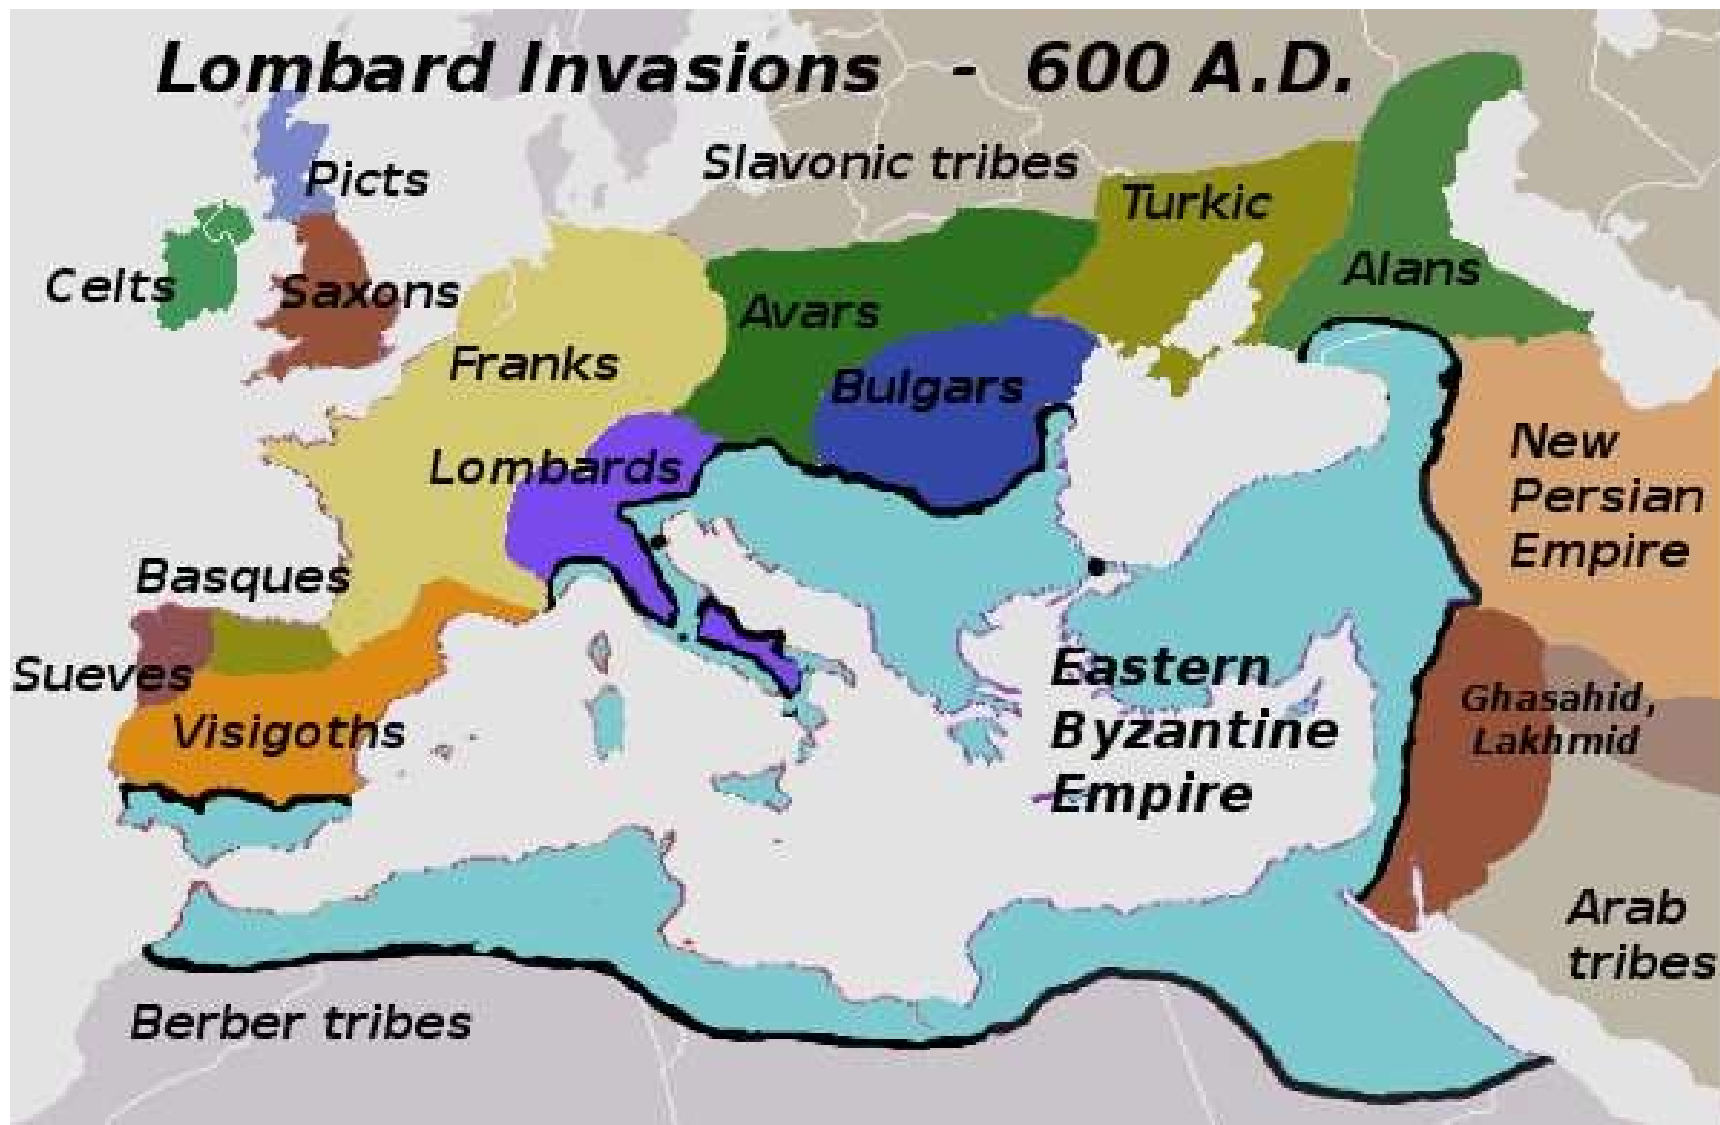 Lombard Invasions - 600 A.D.
Picts
Slavonic tribes
Turkic
Celts
Saxons
Alans
Avars
Franks
Bulgars
Lombards
New
Persian
Empire
Basques
Sueves
Visigoths
Eastern
Byzantine
Empire
Ghasahid,
Lakhmid
Arab
tribes
Berber tribes